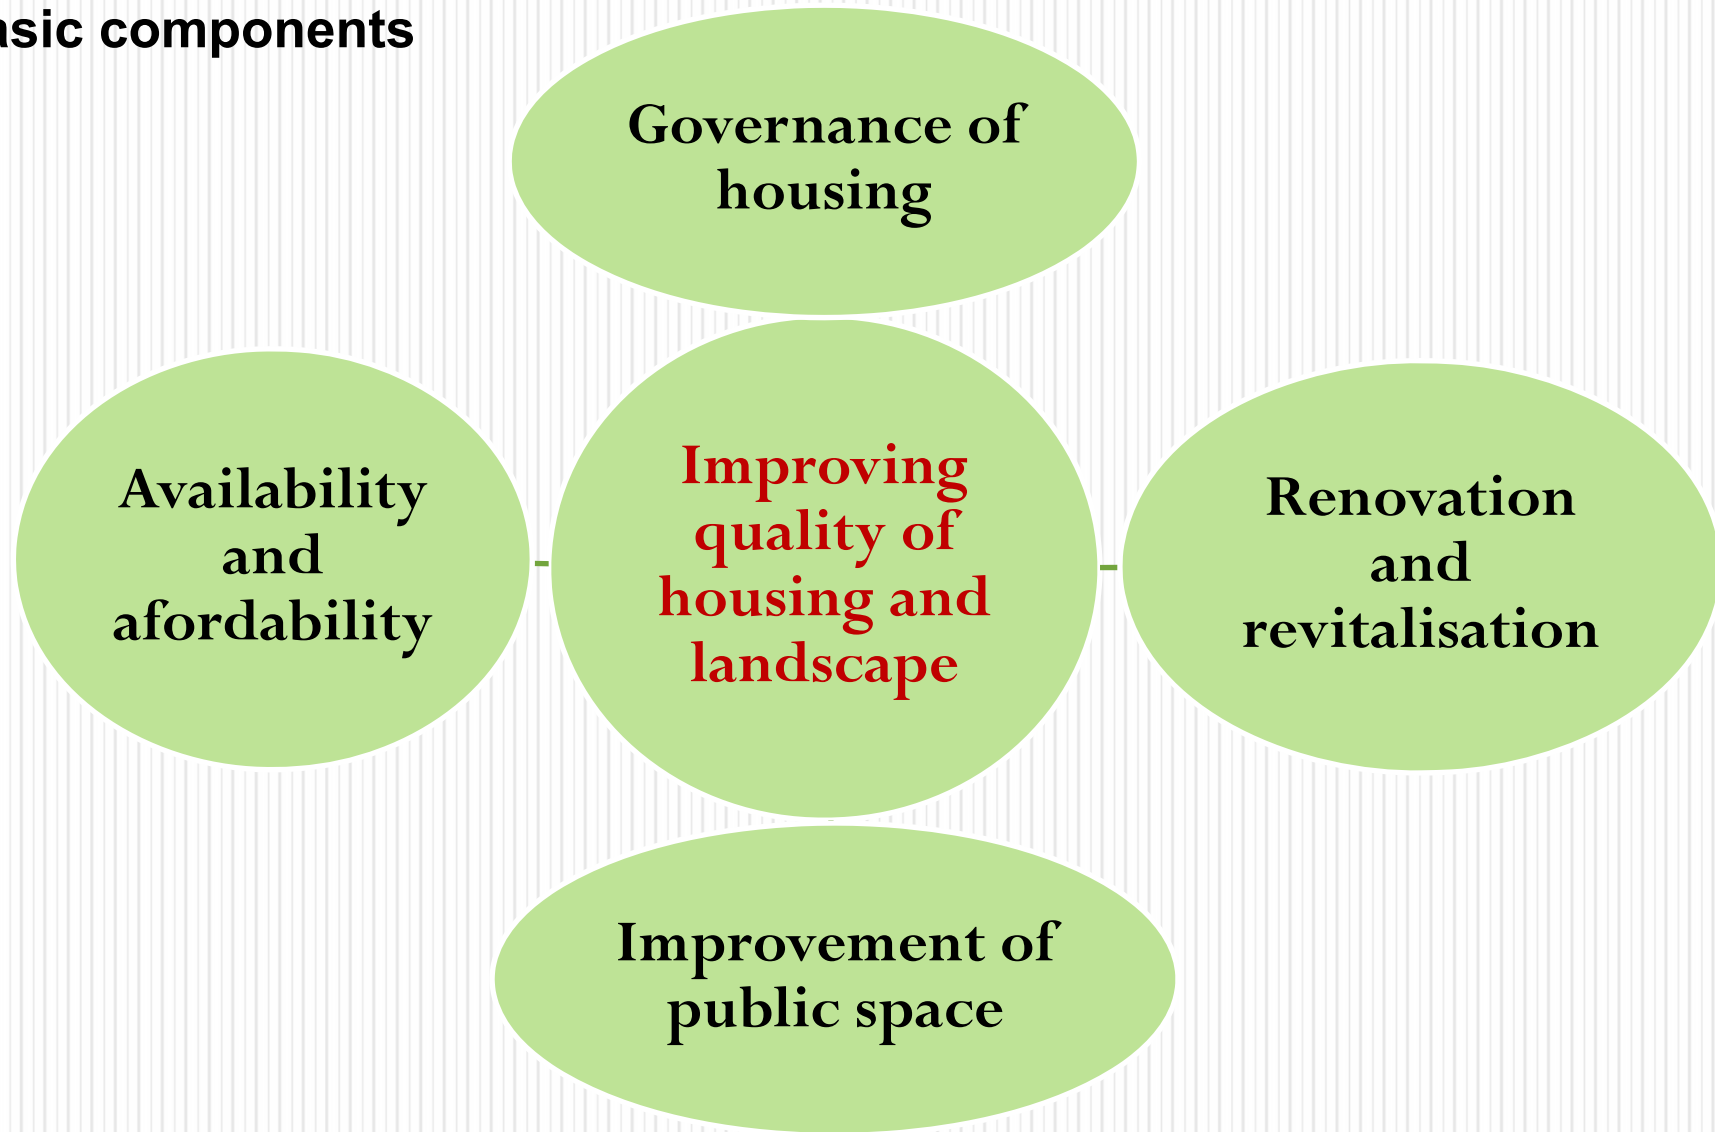 asic components
Governance of
housing
Availability
and
afordability
Improving
quality of
housing and
landscape
Renovation
and
revitalisation
Improvement of
public space